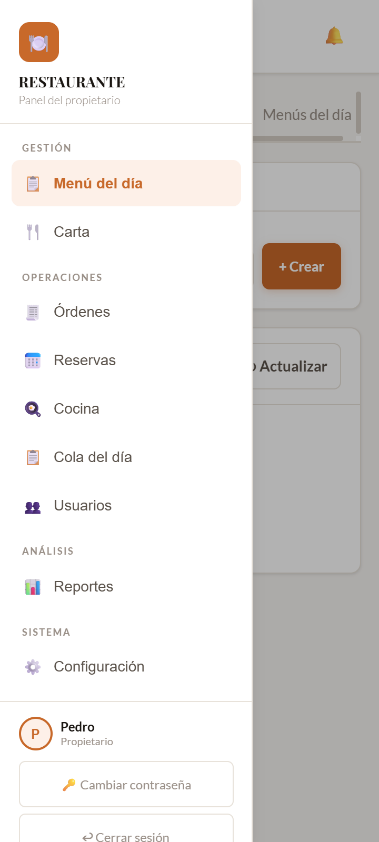 RESTAURANTE
Panel del propietario
GESTIÓN
Menú del día
Carta
OPERACIONES
Órdenes
Reservas
Cocina
Cola del día
Usuarios
ANÁLISIS
Reportes
SISTEMA
Configuración
P
Pedro
Propietario
Cambiar contraseña
Cerrar sesión
Menús del día
+ Crear
Actualizar